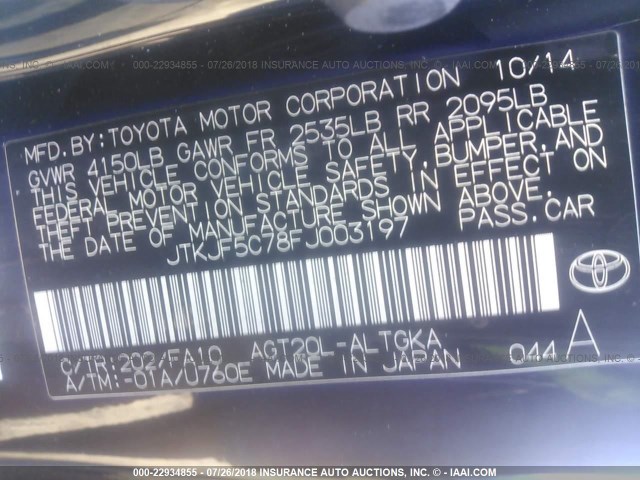 000-22934855 07/26/2018 INSURANCE AUTO AUCTIONS, INC. © - IAAI.COM
MFD.BY:TOYOTA MOTOR CORPORATION 10/14
GVWR 4150LB GAWR FR 2535LB RR 2095LB
THIS VEHICLE CONFORMS TO ALL APPLICABLE
FEDERAL MOTOR VEHICLE SAFETY,BUMPER,AND
THEFT PREVENTION STANDARDS IN EFFECT ON
THE DATE OF MANUFACTURE SHOWN ABOVE.
JTKJF5C78FJ003197 PASS.CAR
C/TR:202/FA10 AGT20L-ALTGKA
A/TM:-01A/U760E MADE IN JAPAN 044A
000-22934855 07/26/2018 INSURANCE AUTO AUCTIONS, INC. © - IAAI.COM